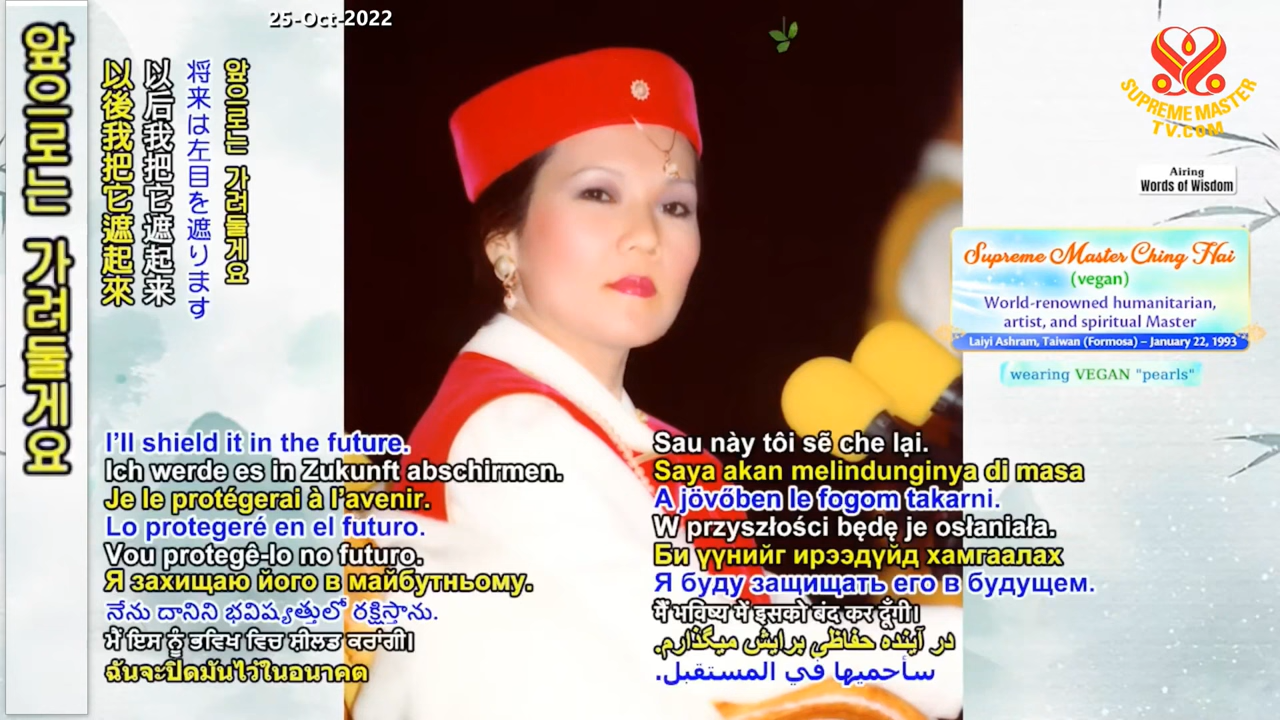 25-Oct-2022
앞으로는 가려둘게요
以後我把它遮起來
以后我把它遮起来
将来は左目を遮ります
앞으로는 가려둘게요
SUPREME MASTER
TV.COM
Airing
Words of Wisdom
Supreme Master Ching Hai
(vegan)
World-renowned humanitarian,
artist, and spiritual Master
Laiyi Ashram, Taiwan (Formosa) – January 22, 1993
wearing VEGAN "pearls"
I'll shield it in the future.
Ich werde es in Zukunft abschirmen.
Je le protégerai à l'avenir.
Lo protegeré en el futuro.
Vou protegê-lo no futuro.
Я захищаю його в майбутньому.
నేను దానిని భవిష్యత్తులో రక్షిస్తాను.
ਮੈਂ ਇਸ ਨੂੰ ਭਵਿਖ ਵਿਚ ਸ਼ੀਲਡ ਕਰਾਂਗੀ।
ฉันจะปิดมันไว้ในอนาคต
Sau này tôi sẽ che lại.
Saya akan melindunginya di masa
A jövőben le fogom takarni.
W przyszłości będę je osłaniała.
Би үүнийг ирээдүйд хамгаалах
Я буду защищать его в будущем.
मैं भविष्य में इसको बंद कर दूँगी।
در آینده حفاظی برایش میگذارم.
سأحميها في المستقبل.